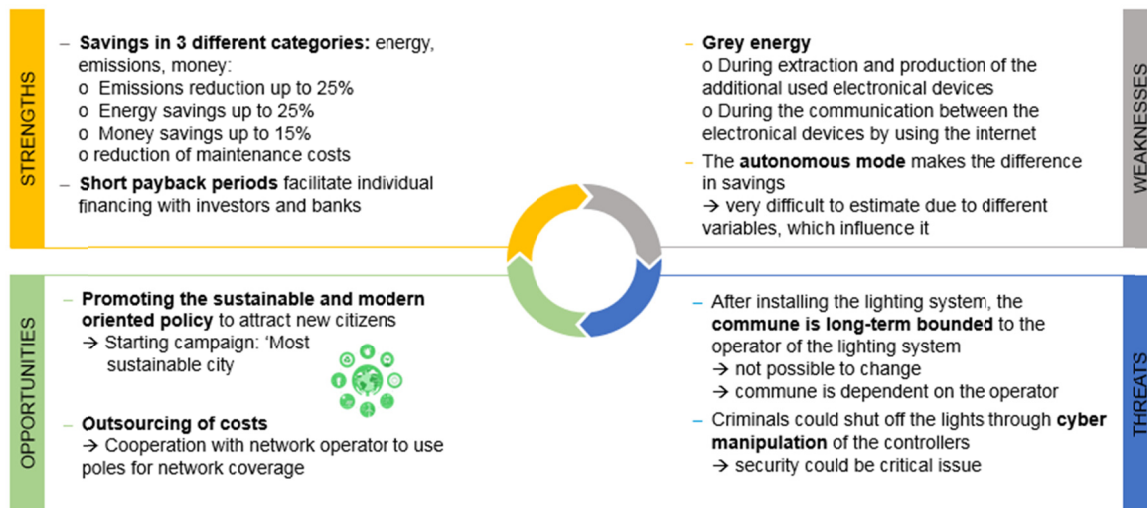 STRENGTHS
– Savings in 3 different categories: energy,
emissions, money:
o Emissions reduction up to 25%
o Energy savings up to 25%
o Money savings up to 15%
o reduction of maintenance costs
– Short payback periods facilitate individual
financing with investors and banks
WEAKNESSES
– Grey energy
o During extraction and production of the
additional used electronical devices
o During the communication between the
electronical devices by using the internet
– The autonomous mode makes the difference
in savings
→ very difficult to estimate due to different
variables, which influence it
OPPORTUNITIES
– Promoting the sustainable and modern
oriented policy to attract new citizens
→ Starting campaign: ‘Most
sustainable city
– Outsourcing of costs
→ Cooperation with network operator to use
poles for network coverage
THREATS
– After installing the lighting system, the
commune is long-term bounded to the
operator of the lighting system
→ not possible to change
→ commune is dependent on the operator
– Criminals could shut off the lights through cyber
manipulation of the controllers
→ security could be critical issue